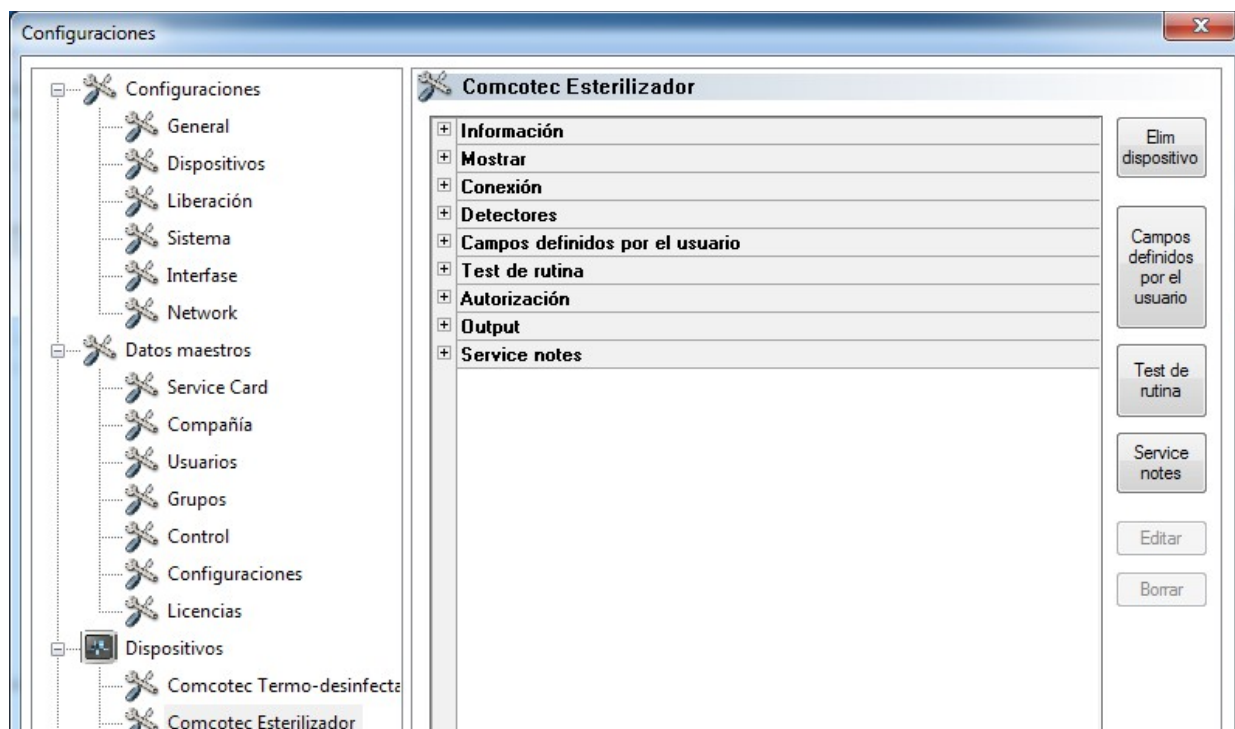 Configuraciones
Configuraciones
General
Dispositivos
Liberación
Sistema
Interfase
Network
Datos maestros
Service Card
Compañía
Usuarios
Grupos
Control
Configuraciones
Licencias
Dispositivos
Comcotec Termo-desinfecta
Comcotec Esterilizador
Comcotec Esterilizador
Información
Mostrar
Conexión
Detectores
Campos definidos por el usuario
Test de rutina
Autorización
Output
Service notes
Elim
dispositivo
Campos
definidos
por el
usuario
Test de
rutina
Service
notes
Editar
Borrar